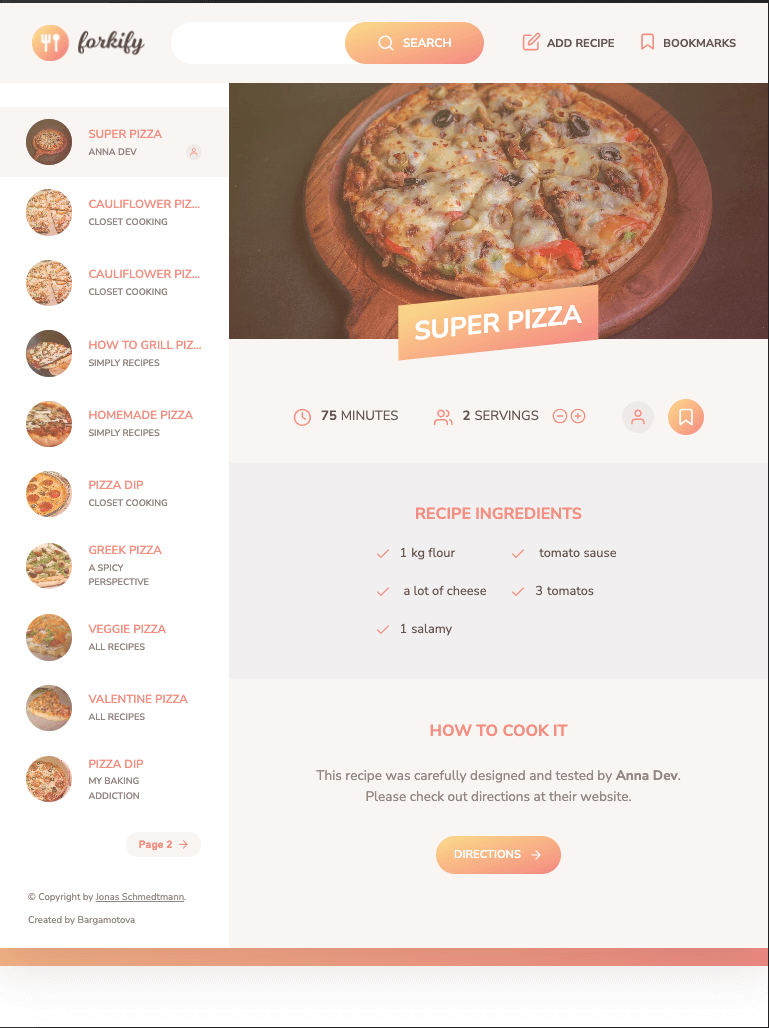 forkify
SEARCH
ADD RECIPE
BOOKMARKS
SUPER PIZZA
ANNA DEV
CAULIFLOWER PIZ...
CLOSET COOKING
CAULIFLOWER PIZ...
CLOSET COOKING
HOW TO GRILL PIZ...
SIMPLY RECIPES
HOMEMADE PIZZA
SIMPLY RECIPES
PIZZA DIP
CLOSET COOKING
GREEK PIZZA
A SPICY
PERSPECTIVE
VEGGIE PIZZA
ALL RECIPES
VALENTINE PIZZA
ALL RECIPES
PIZZA DIP
MY BAKING
ADDICTION
Page 2
© Copyright by Jonas Schmedtmann.
Created by Bargamotova
SUPER PIZZA
75 MINUTES
2 SERVINGS
RECIPE INGREDIENTS
1 kg flour
tomato sause
a lot of cheese
3 tomatos
1 salamy
HOW TO COOK IT
This recipe was carefully designed and tested by Anna Dev.
Please check out directions at their website.
DIRECTIONS